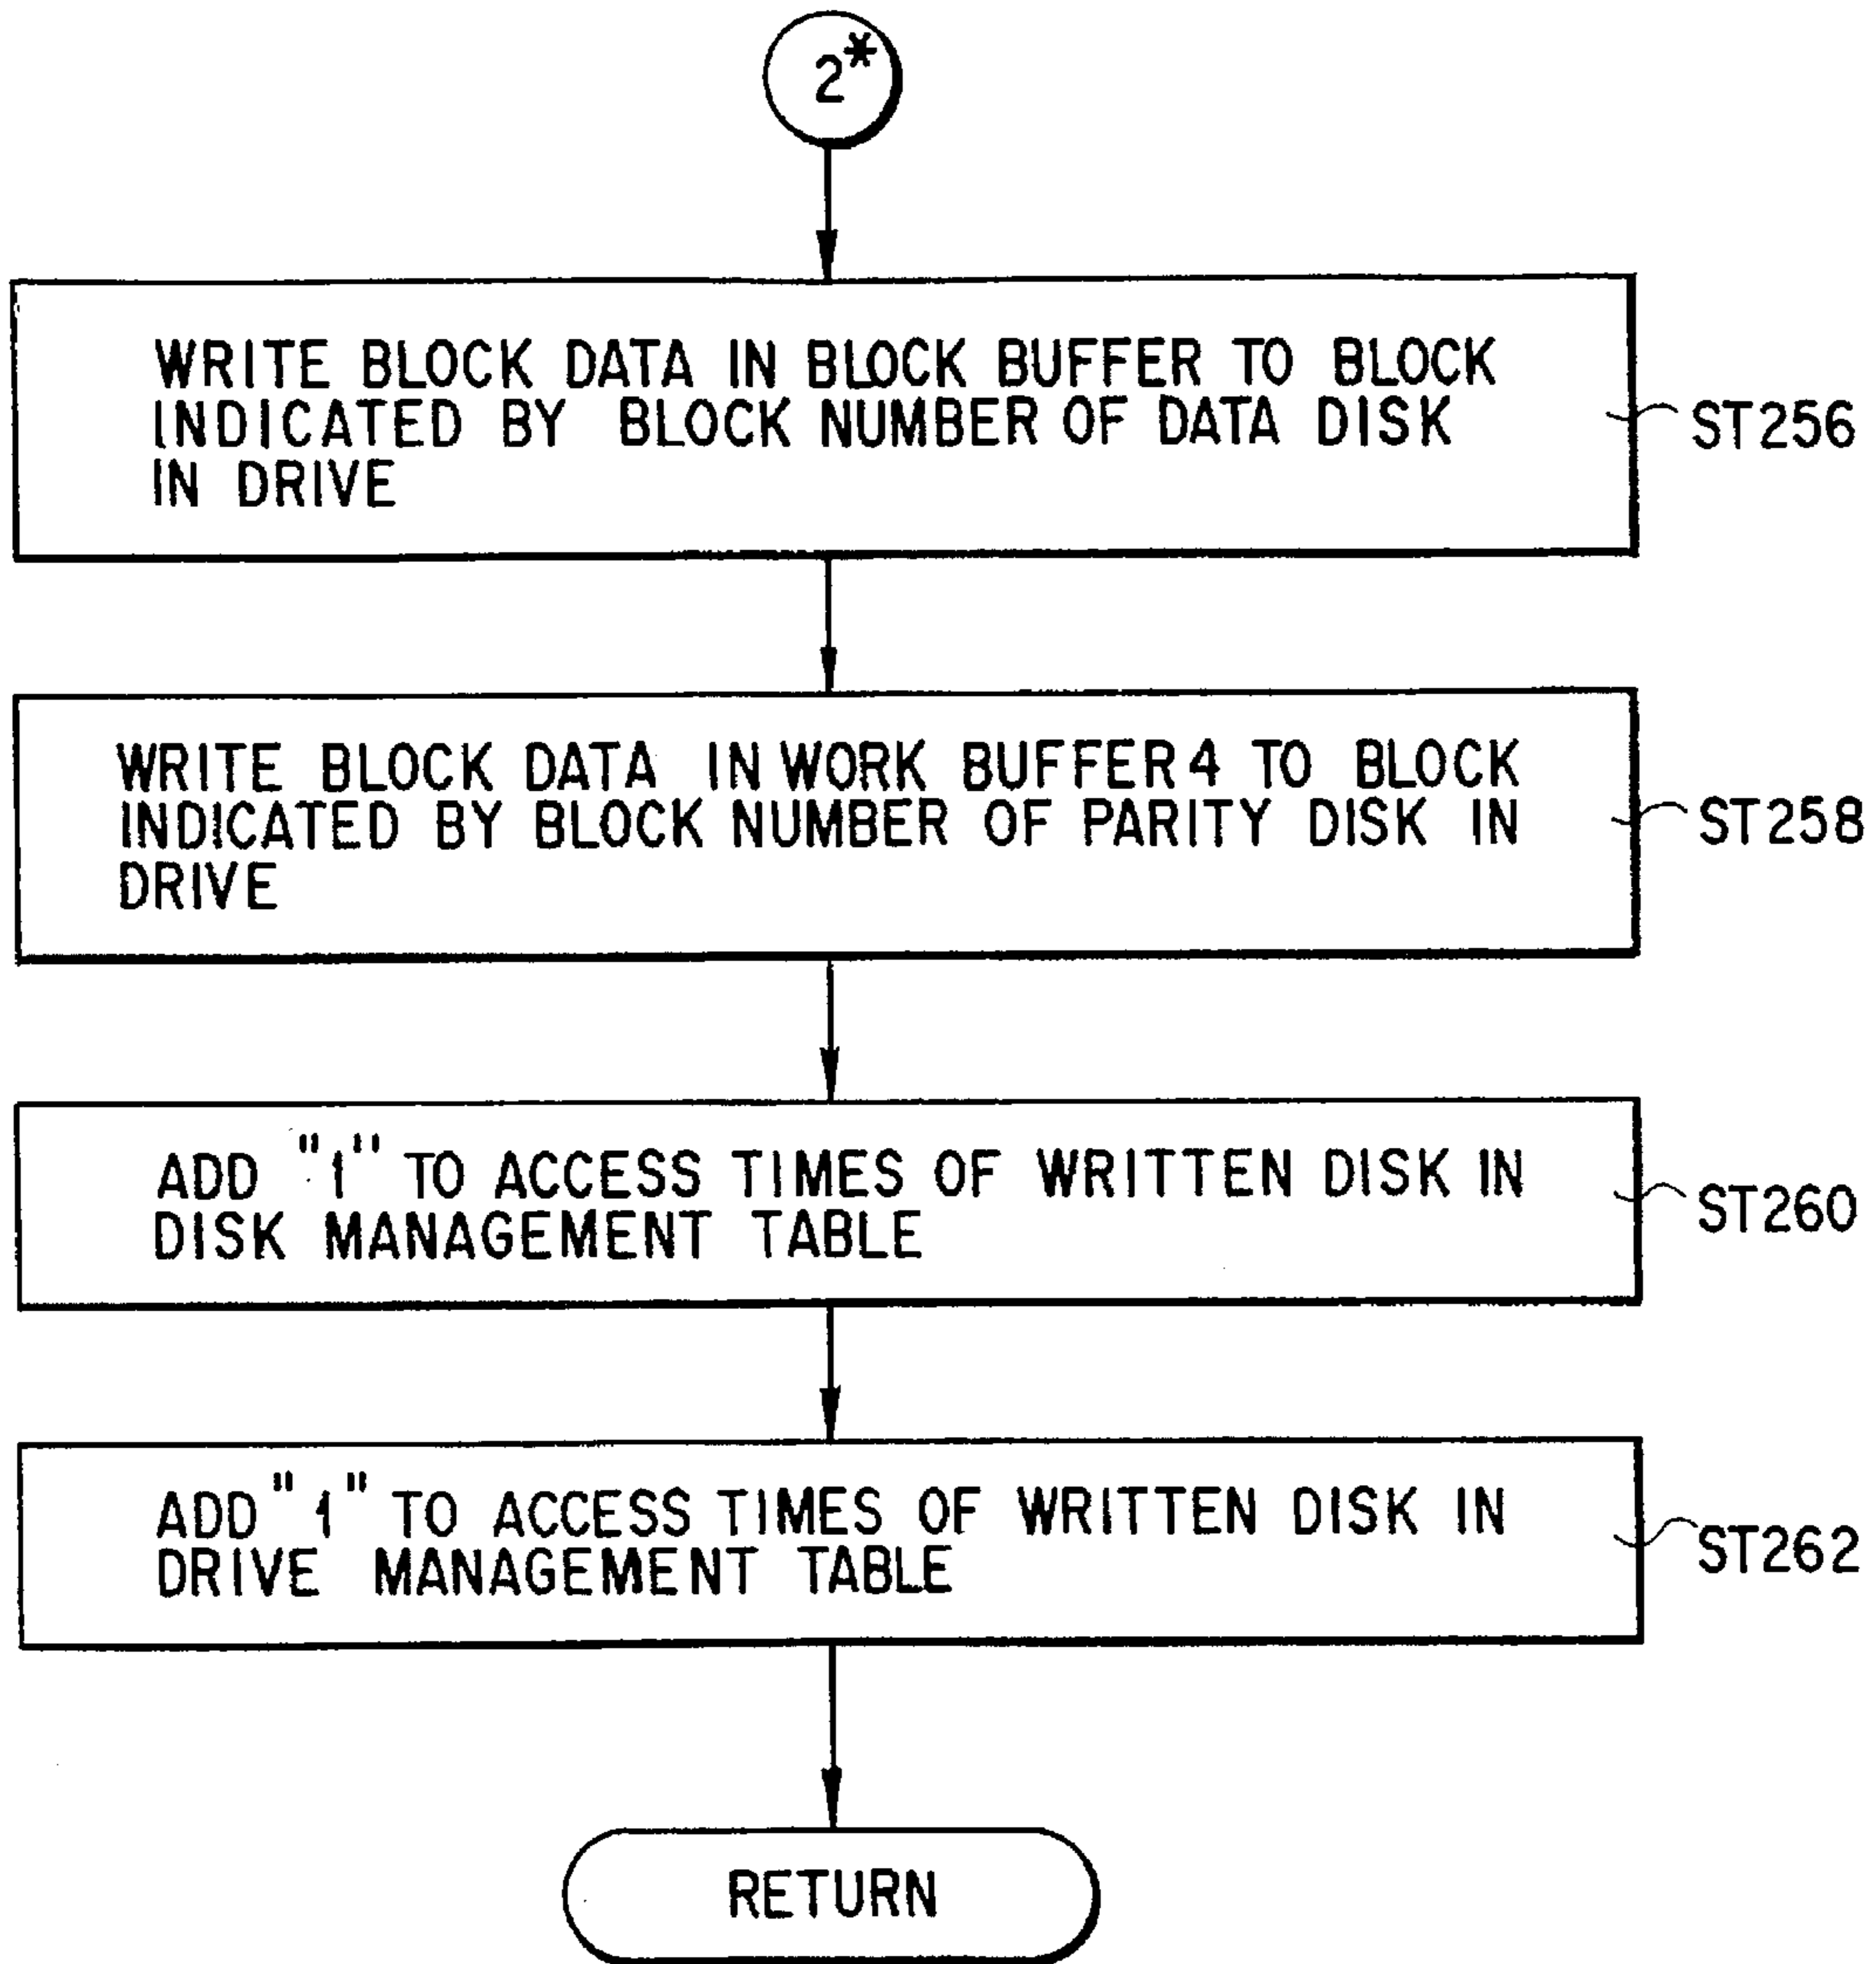 2*
WRITE BLOCK DATA IN BLOCK BUFFER TO BLOCK
INDICATED BY BLOCK NUMBER OF DATA DISK
IN DRIVE
ST256
WRITE BLOCK DATA IN WORK BUFFER4 TO BLOCK
INDICATED BY BLOCK NUMBER OF PARITY DISK IN
DRIVE
ST258
ADD "1" TO ACCESS TIMES OF WRITTEN DISK IN
DISK MANAGEMENT TABLE
ST260
ADD "1" TO ACCESS TIMES OF WRITTEN DISK IN
DRIVE MANAGEMENT TABLE
ST262
RETURN